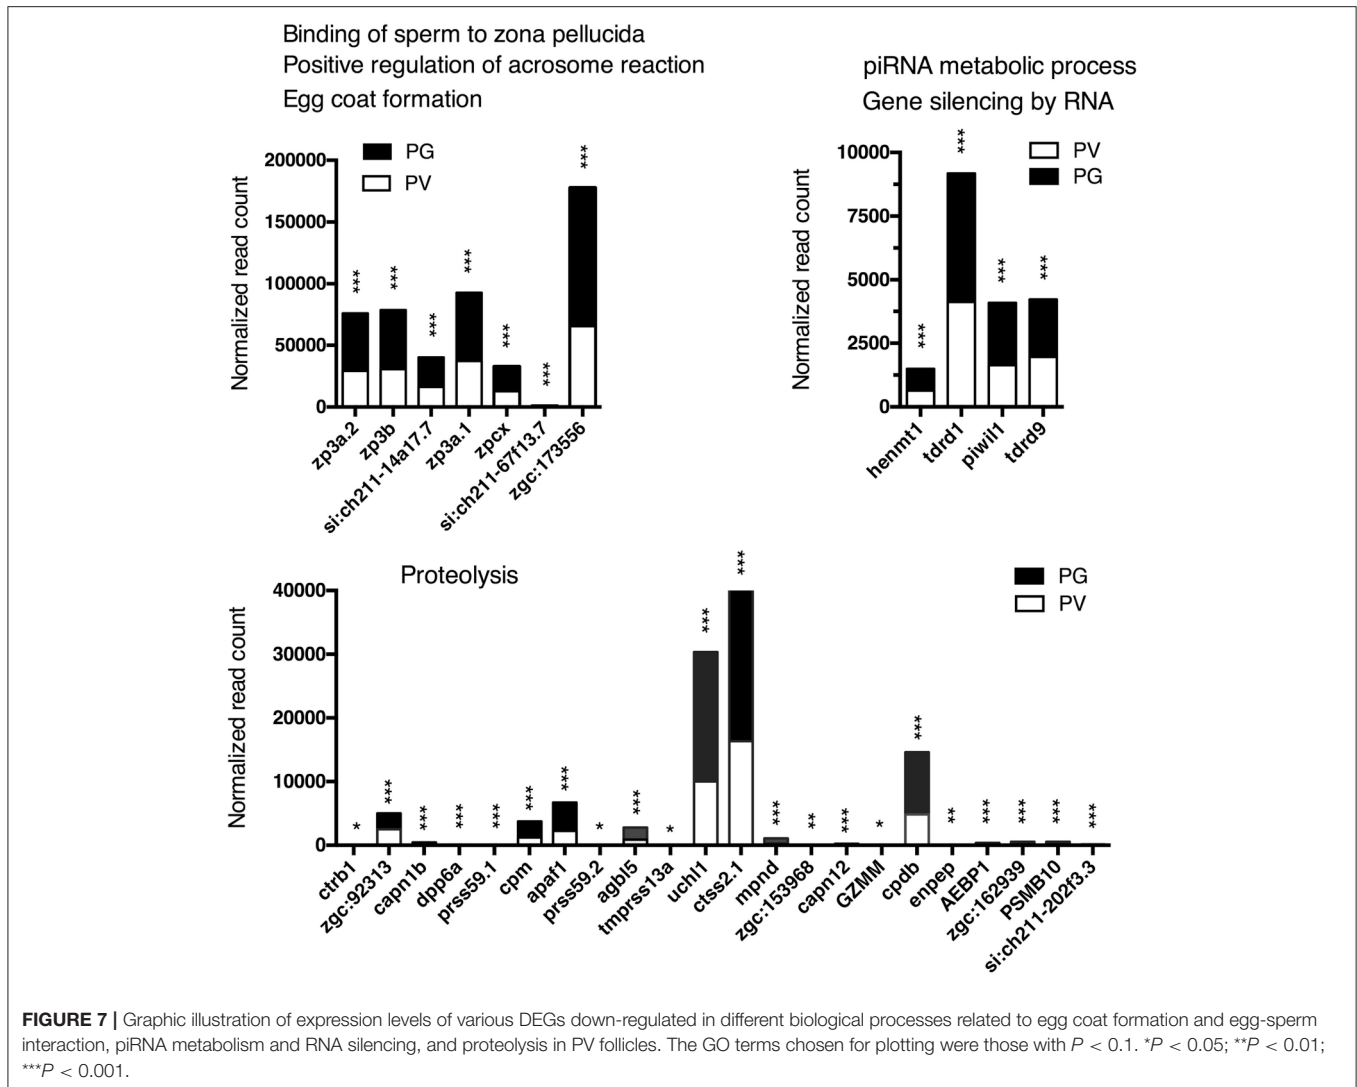 Binding of sperm to zona pellucida
Positive regulation of acrosome reaction
Egg coat formation
PG
PV
Normalized read count
200000
150000
100000
50000
0
***
***
***
***
***
***
***
zp3a.2
zp3b
si:ch211-14a17.7
zp3a.1
zpcx
si:ch211-67f13.7
zgc:173556
piRNA metabolic process
Gene silencing by RNA
PV
PG
Normalized read count
10000
7500
5000
2500
0
***
***
***
***
henmt1
tdrd1
piwil1
tdrd9
Proteolysis
PG
PV
Normalized read count
40000
30000
20000
10000
0
*
***
***
***
***
***
***
*
***
*
***
***
***
**
***
*
***
**
***
***
***
***
ctrb1
zgc:92313
capn1b
dpp6a
prss59.1
cpm
apaf1
prss59.2
agbl5
tmprss13a
uchl1
ctss2.1
mpnd
zgc:153968
capn12
GZMM
cpdb
enpep
AEBP1
zgc:162939
PSMB10
si:ch211-202f3.3
FIGURE 7 | Graphic illustration of expression levels of various DEGs down-regulated in different biological processes related to egg coat formation and egg-sperm
interaction, piRNA metabolism and RNA silencing, and proteolysis in PV follicles. The GO terms chosen for plotting were those with P < 0.1. *P < 0.05; **P < 0.01;
***P < 0.001.